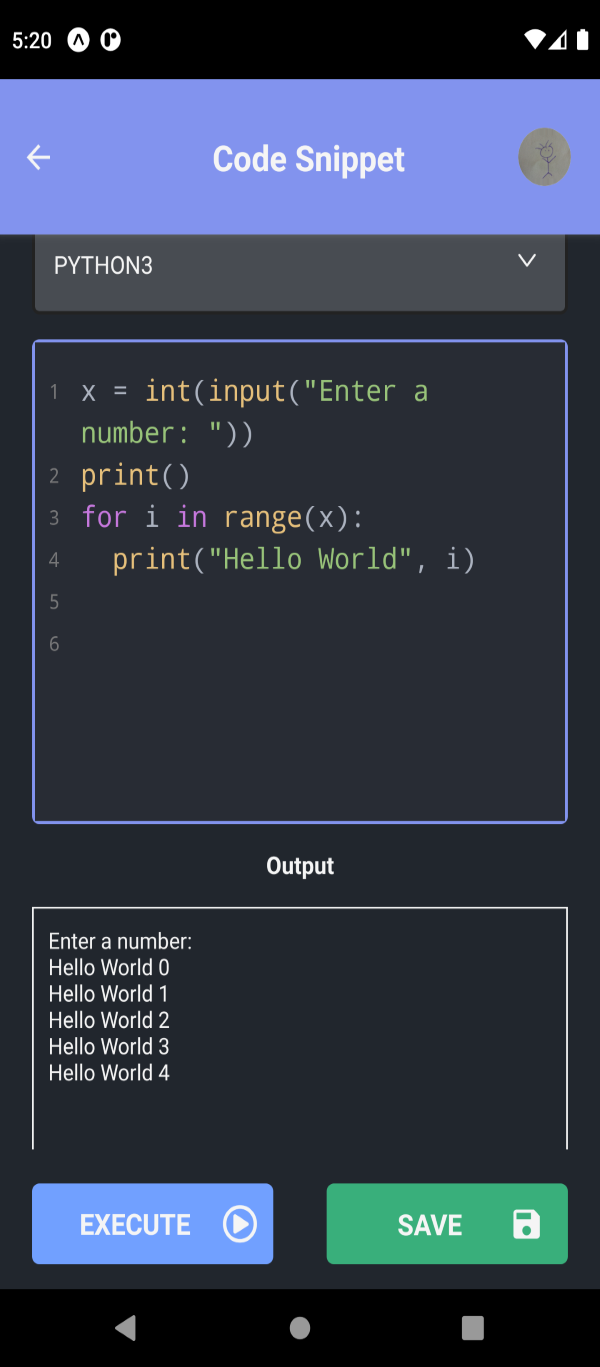 5:20
Code Snippet
PYTHON3
1 x = int(input("Enter a
number: "))
2 print()
3 for i in range(x):
4   print("Hello World", i)
5
6
Output
Enter a number:
Hello World 0
Hello World 1
Hello World 2
Hello World 3
Hello World 4
EXECUTE
SAVE